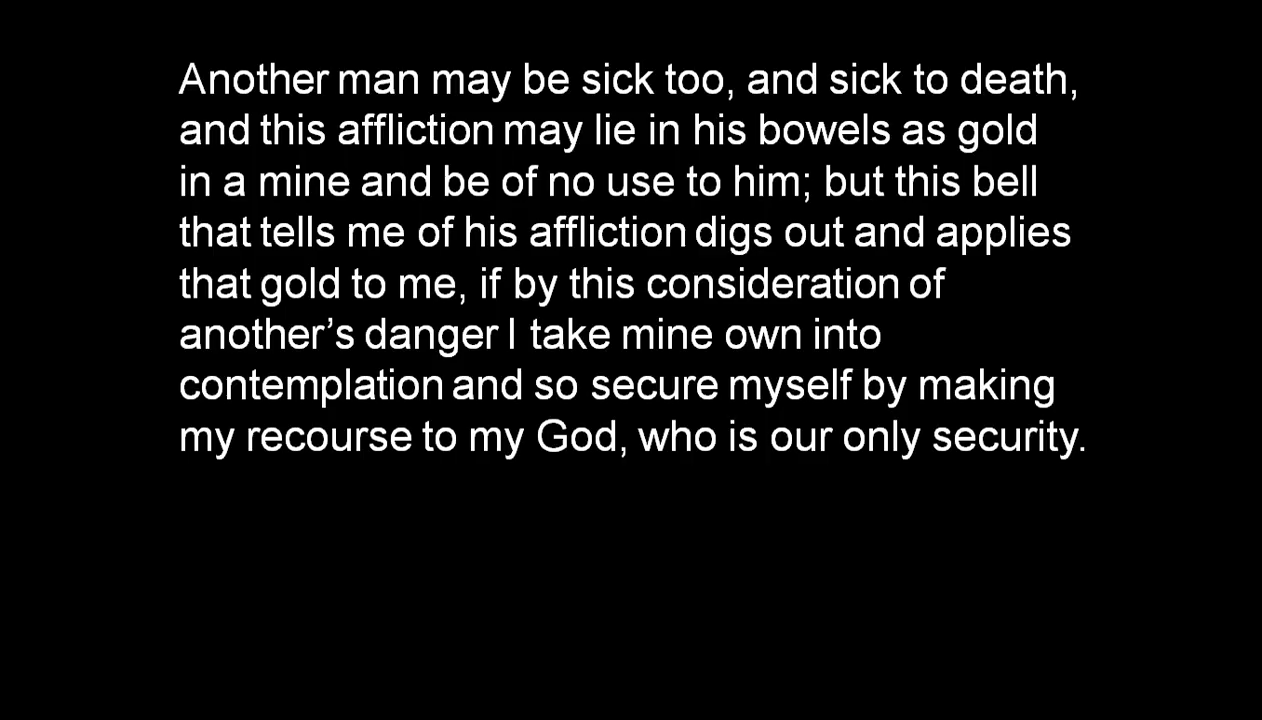 Another man may be sick too, and sick to death,
and this affliction may lie in his bowels as gold
in a mine and be of no use to him; but this bell
that tells me of his affliction digs out and applies
that gold to me, if by this consideration of
another’s danger I take mine own into
contemplation and so secure myself by making
my recourse to my God, who is our only security.